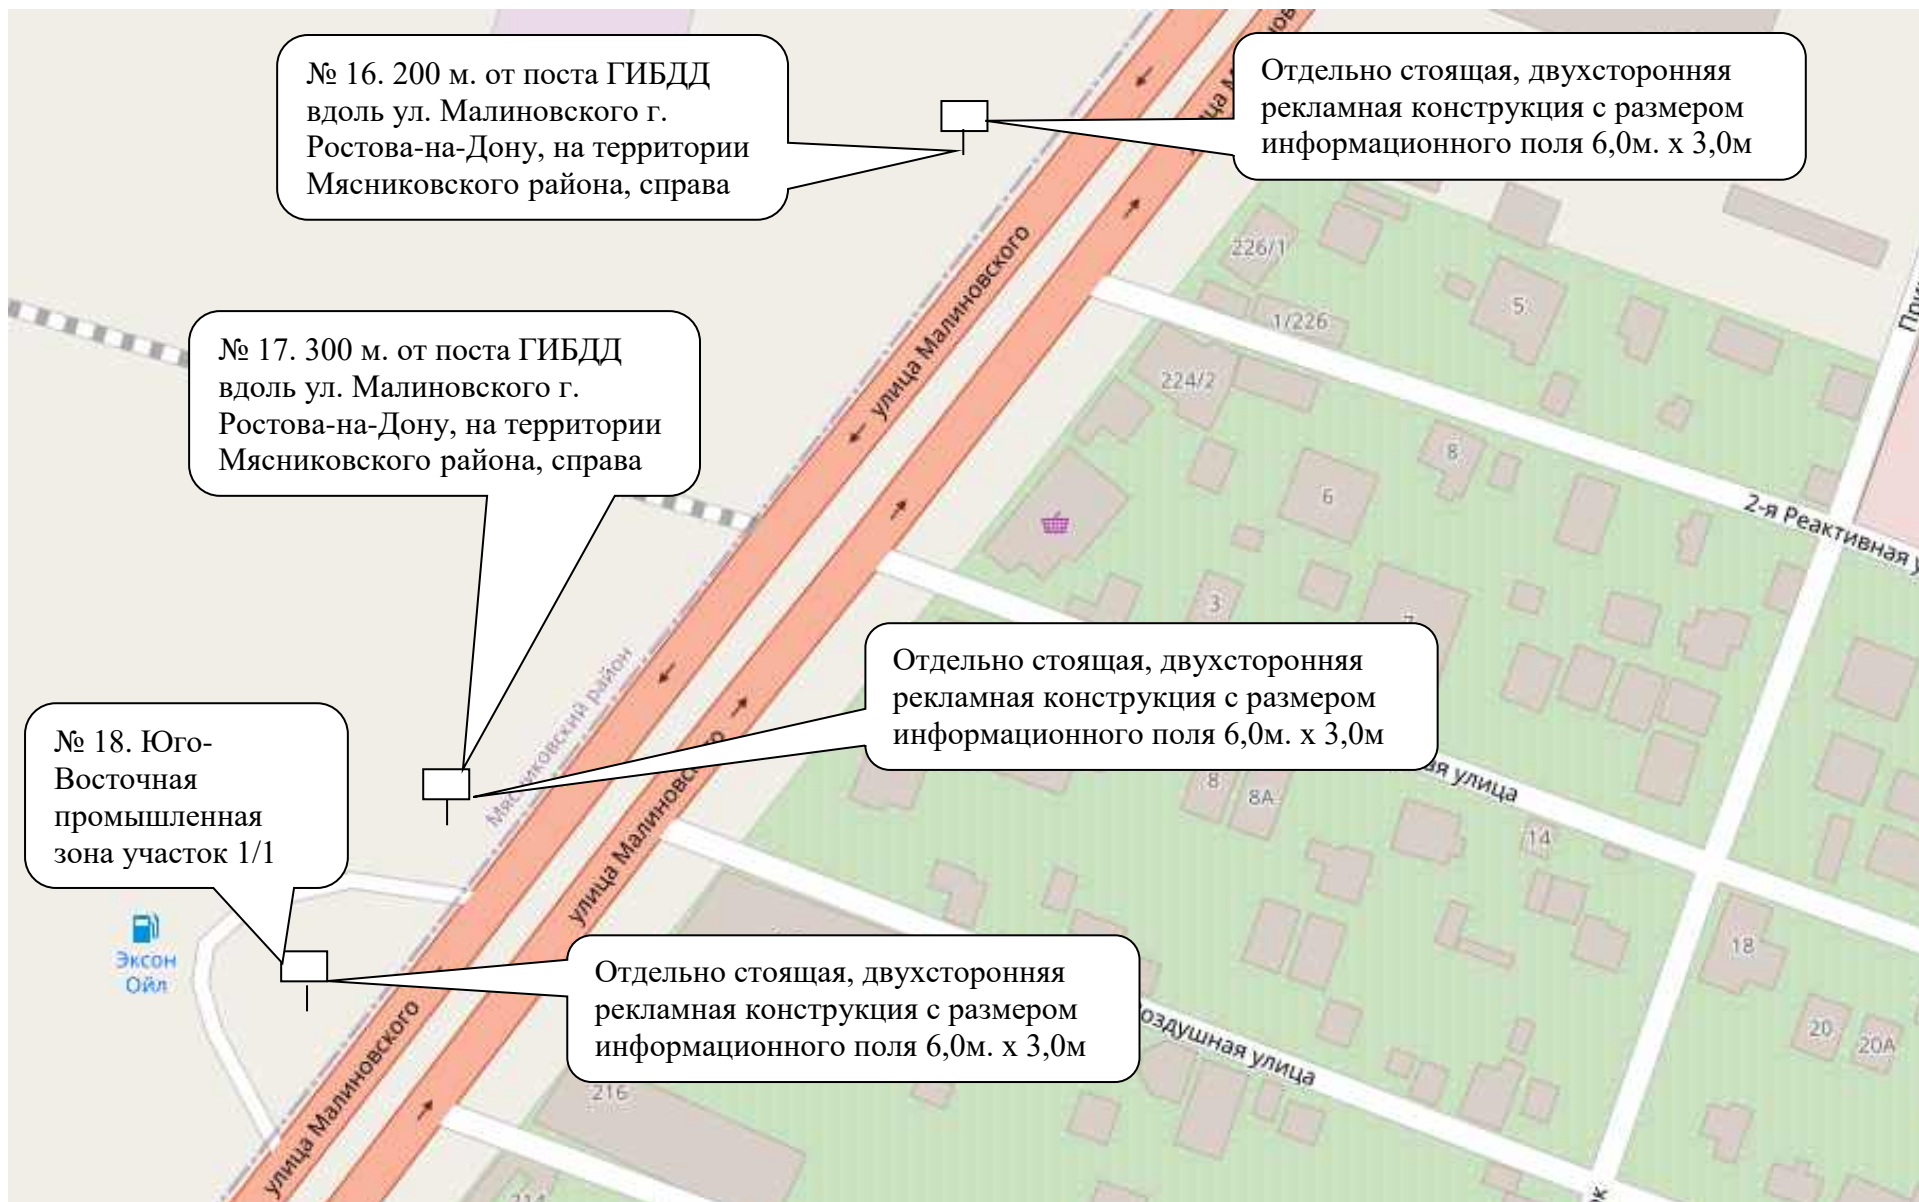 № 16. 200 м. от поста ГИБДД
вдоль ул. Малиновского г.
Ростова-на-Дону, на территории
Мясниковского района, справа
Отдельно стоящая, двухсторонняя
рекламная конструкция с размером
информационного поля 6,0м. х 3,0м
226/1
5
1/226
улица Малиновского
224/2
№ 17. 300 м. от поста ГИБДД
вдоль ул. Малиновского г.
Ростова-на-Дону, на территории
Мясниковского района, справа
8
6
2-я Реактивная у
3
Мясниковский район
Отдельно стоящая, двухсторонняя
рекламная конструкция с размером
информационного поля 6,0м. х 3,0м
№ 18. Юго-
Восточная
промышленная
зона участок 1/1
улица Малиновского
улица
8
8А
14
18
Эксон
Ойл
Отдельно стоящая, двухсторонняя
рекламная конструкция с размером
информационного поля 6,0м. х 3,0м
оздушная улица
20
20А
216
улица Малиновского